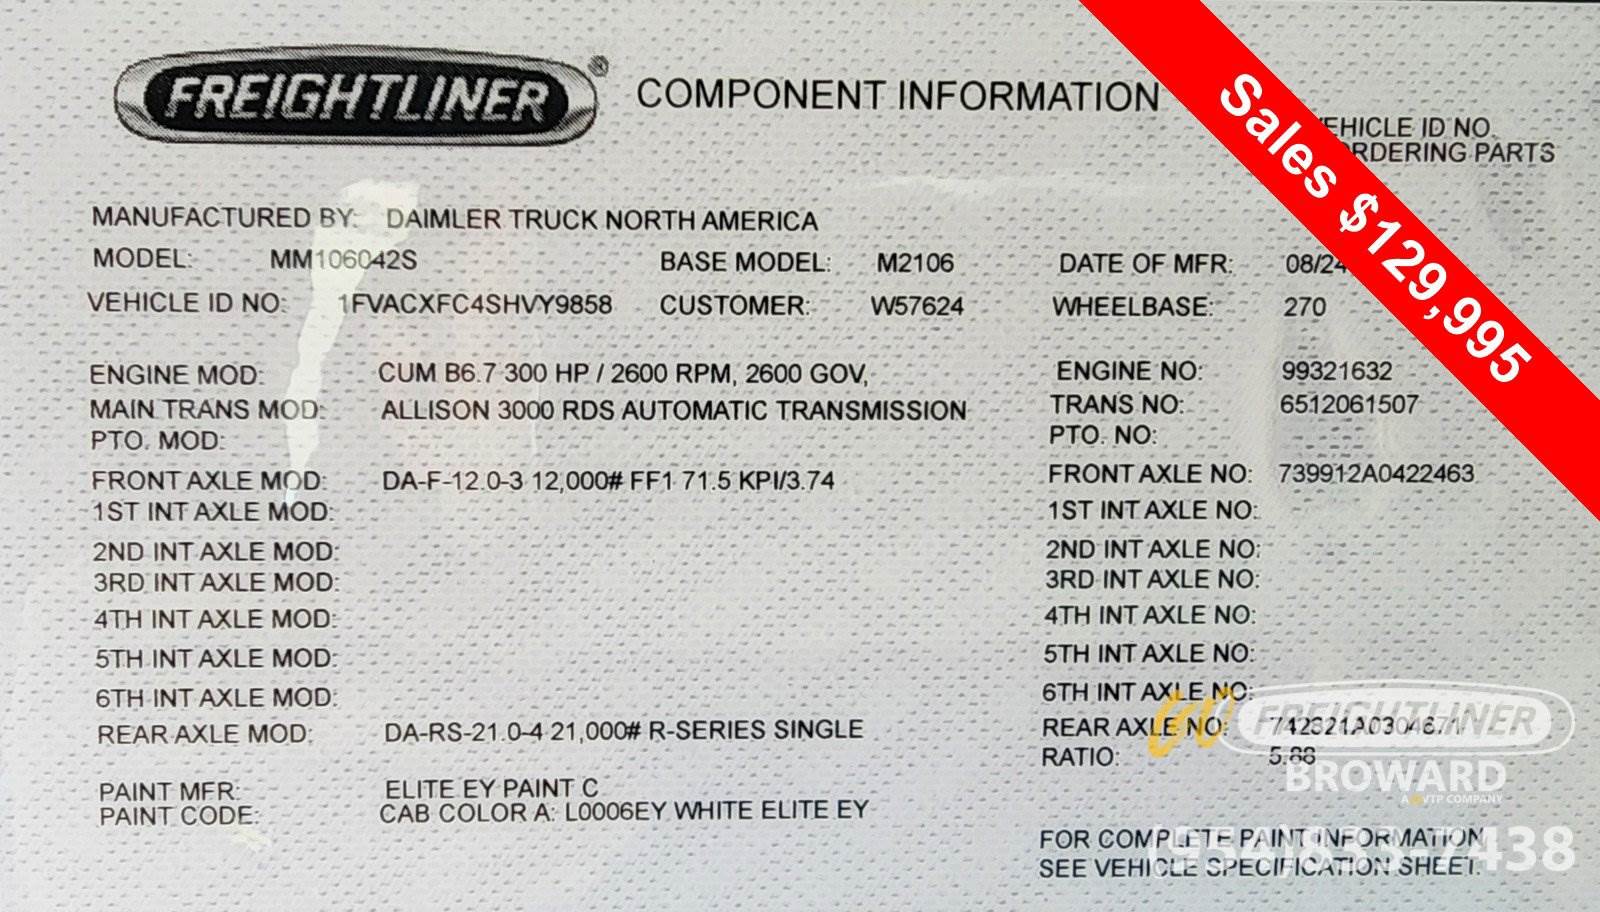 FREIGHTLINER®
COMPONENT INFORMATION
Sales $129,995
VEHICLE ID NO.
ORDERING PARTS
MANUFACTURED BY: DAIMLER TRUCK NORTH AMERICA
MODEL: MM106042S BASE MODEL: M2106 DATE OF MFR: 08/24
VEHICLE ID NO: 1FVACXFC4SHVY9858 CUSTOMER: W57624 WHEELBASE: 270
ENGINE MOD: CUM B6.7 300 HP / 2600 RPM, 2600 GOV, ENGINE NO: 99321632
MAIN TRANS MOD: ALLISON 3000 RDS AUTOMATIC TRANSMISSION TRANS NO: 6512061507
PTO. MOD: PTO. NO:
FRONT AXLE MOD: DA-F-12.0-3 12,000# FF1 71.5 KPI/3.74 FRONT AXLE NO: 739912A0422463
1ST INT AXLE MOD: 1ST INT AXLE NO:
2ND INT AXLE MOD: 2ND INT AXLE NO:
3RD INT AXLE MOD: 3RD INT AXLE NO:
4TH INT AXLE MOD: 4TH INT AXLE NO:
5TH INT AXLE MOD: 5TH INT AXLE NO:
6TH INT AXLE MOD: 6TH INT AXLE NO:
REAR AXLE MOD: DA-RS-21.0-4 21,000# R-SERIES SINGLE REAR AXLE NO:
RATIO: 5.88
GO FREIGHTLINER
BROWARD
A VTP COMPANY
PAINT MFR: ELITE EY PAINT C
PAINT CODE: CAB COLOR A: L0006EY WHITE ELITE EY
FOR COMPLETE PAINT INFORMATION
SEE VEHICLE SPECIFICATION SHEET.